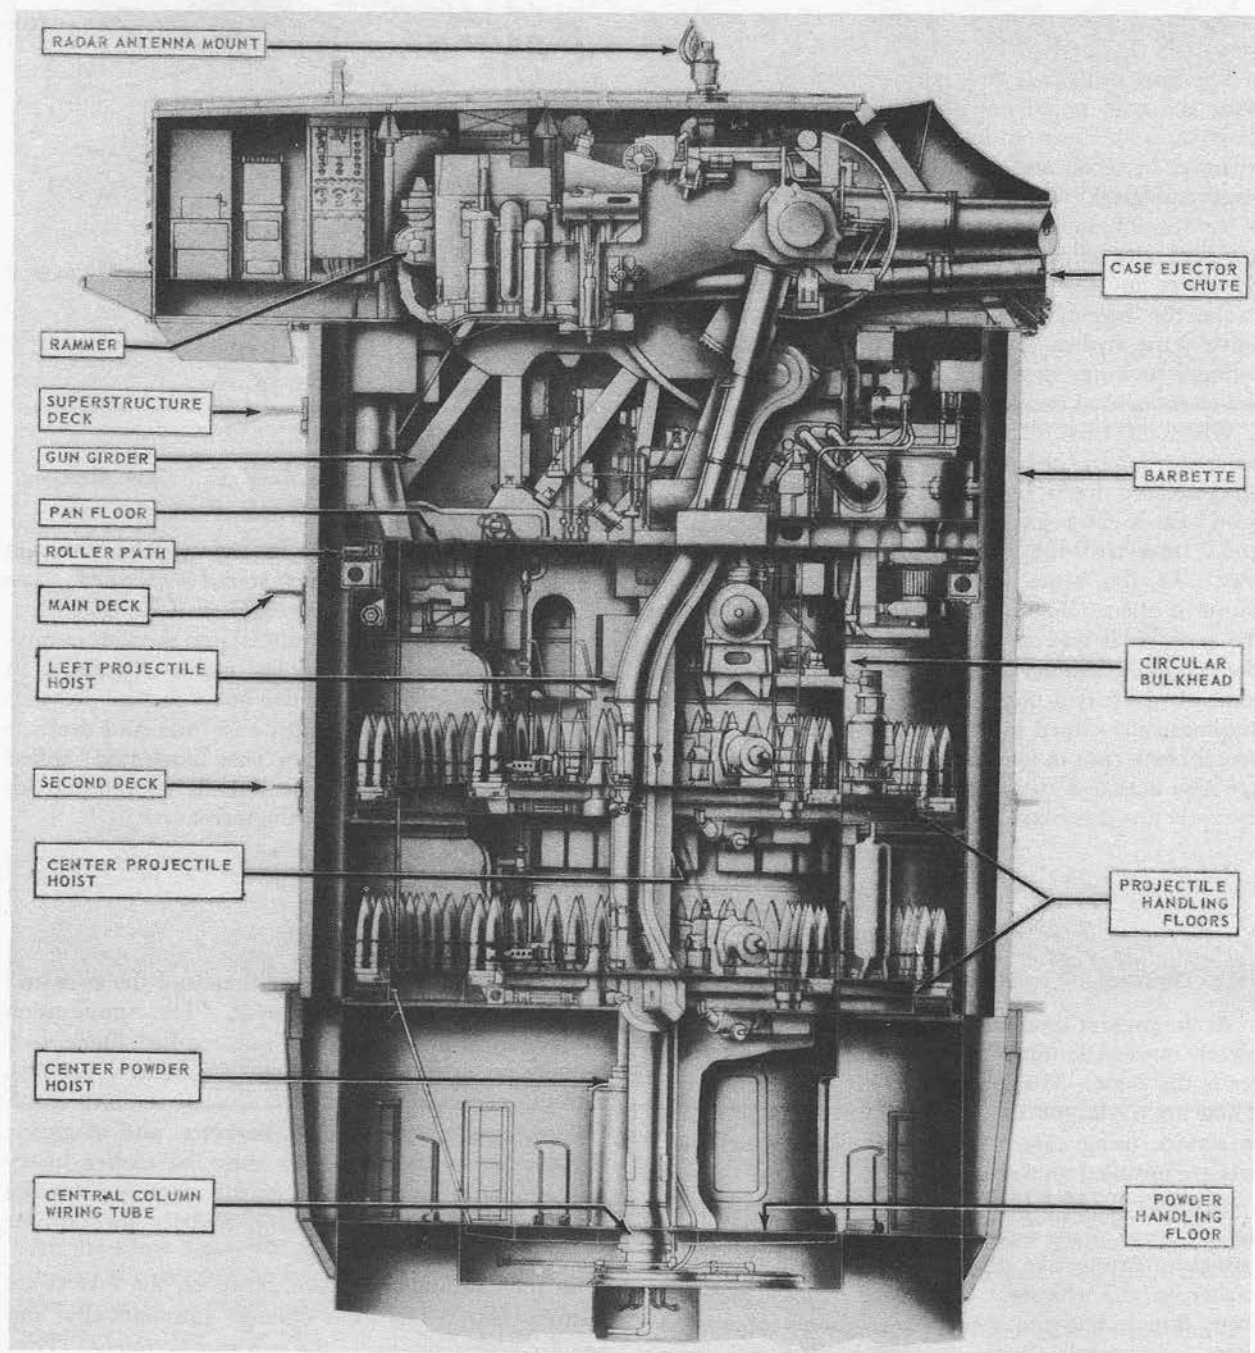 RADAR ANTENNA MOUNT
CASE EJECTOR
CHUTE
RAMMER
SUPERSTRUCTURE
DECK
GUN GIRDER
BARBETTE
PAN FLOOR
ROLLER PATH
MAIN DECK
LEFT PROJECTILE
HOIST
CIRCULAR
BULKHEAD
SECOND DECK
CENTER PROJECTILE
HOIST
PROJECTILE
HANDLING
FLOORS
CENTER POWDER
HOIST
CENTRAL COLUMN
WIRING TUBE
POWDER
HANDLING
FLOOR